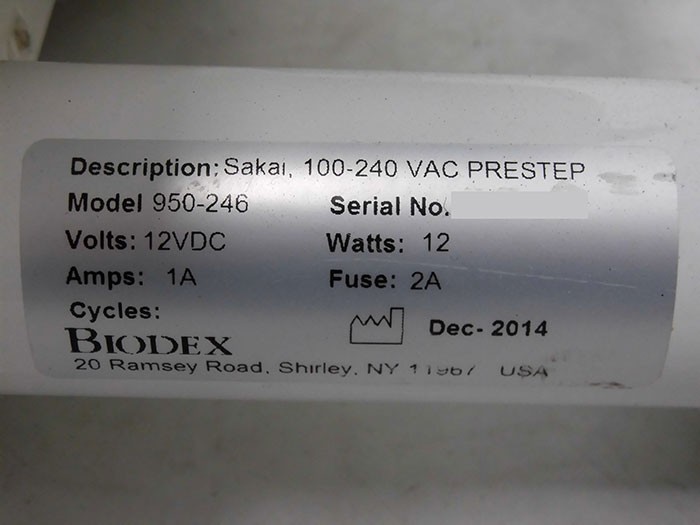 Description: Sakai, 100-240 VAC PRESTEP
Model 950-246 Serial No.
Volts: 12VDC Watts: 12
Amps: 1A Fuse: 2A
Cycles:
Dec- 2014
BIODEX
20 Ramsey Road, Shirley, NY 11967 USA